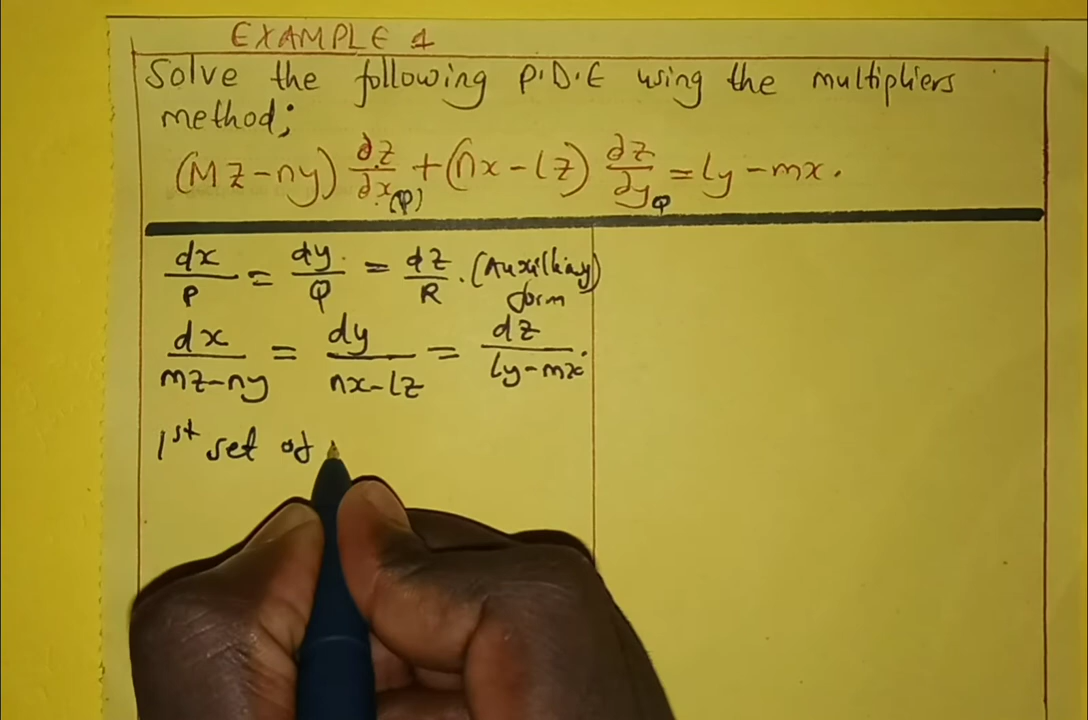 EXAMPLE 1
Solve the following P.D.E using the multipliers
method;
(Mz-ny) ∂z/∂x (P) + (nx-lz) ∂z/∂y Q = ly-mx.
dx/P = dy/Q = dz/R . (Auxilliary
form)
dx/mz-ny = dy/nx-lz = dz/ly-mx.
1st set of